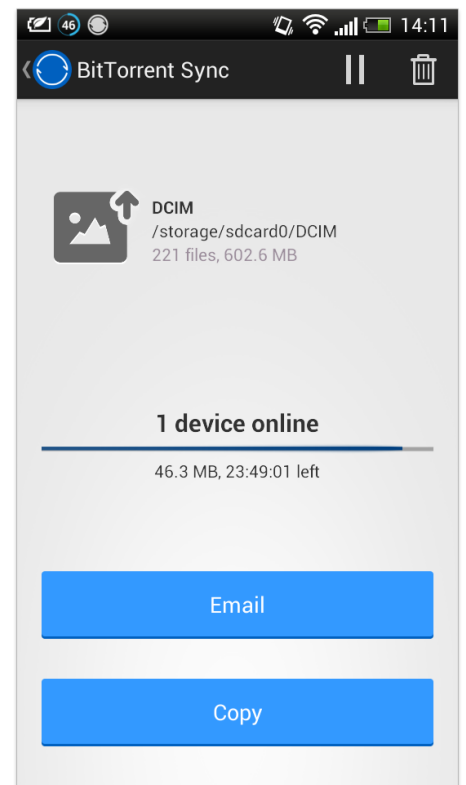 46
14:11
BitTorrent Sync
DCIM
/storage/sdcard0/DCIM
221 files, 602.6 MB
1 device online
46.3 MB, 23:49:01 left
Email
Copy